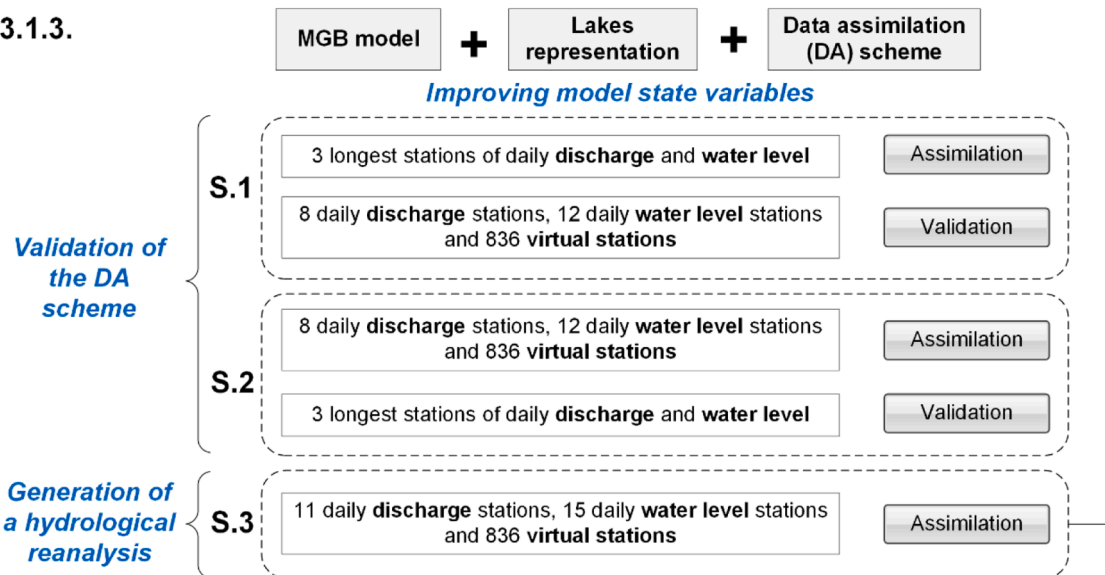 3.1.3.
MGB model
+
Lakes
representation
+
Data assimilation
(DA) scheme
Improving model state variables
Validation of
the DA
scheme
S.1
3 longest stations of daily discharge and water level
Assimilation
8 daily discharge stations, 12 daily water level stations
and 836 virtual stations
Validation
S.2
8 daily discharge stations, 12 daily water level stations
and 836 virtual stations
Assimilation
3 longest stations of daily discharge and water level
Validation
Generation of
a hydrological
reanalysis
S.3
11 daily discharge stations, 15 daily water level stations
and 836 virtual stations
Assimilation